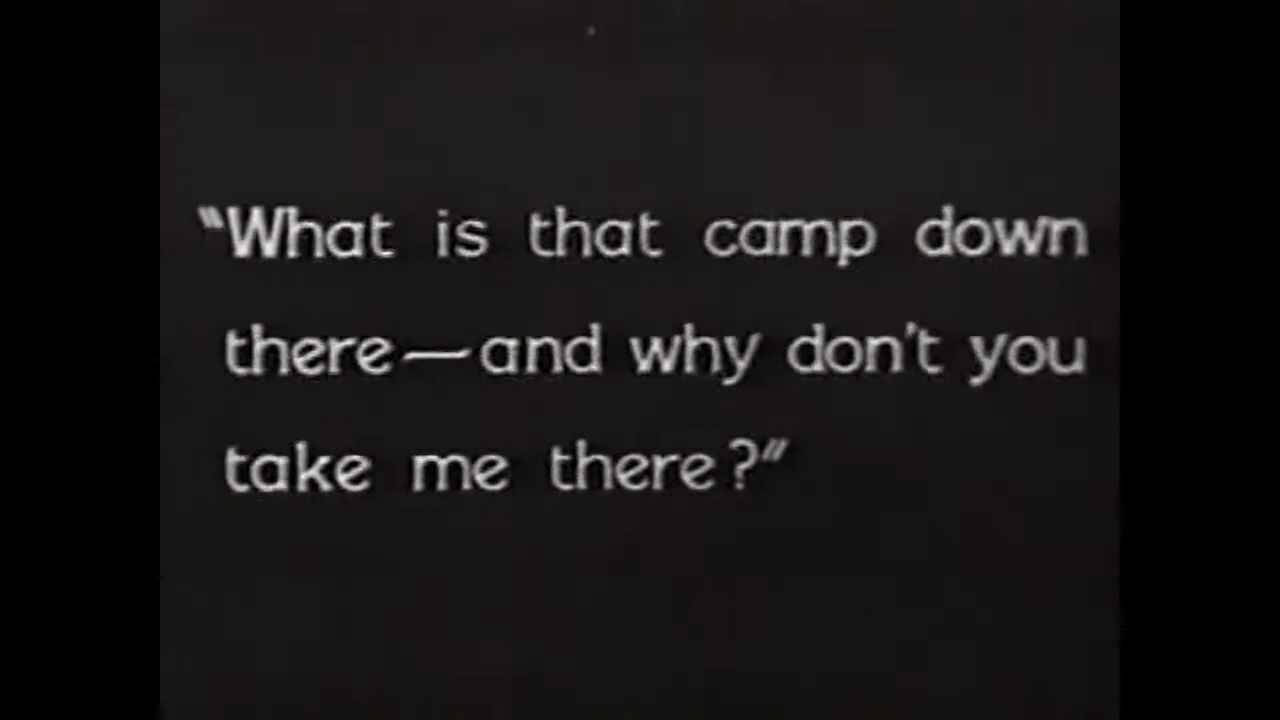 "What is that camp down
there—and why don't you
take me there?"